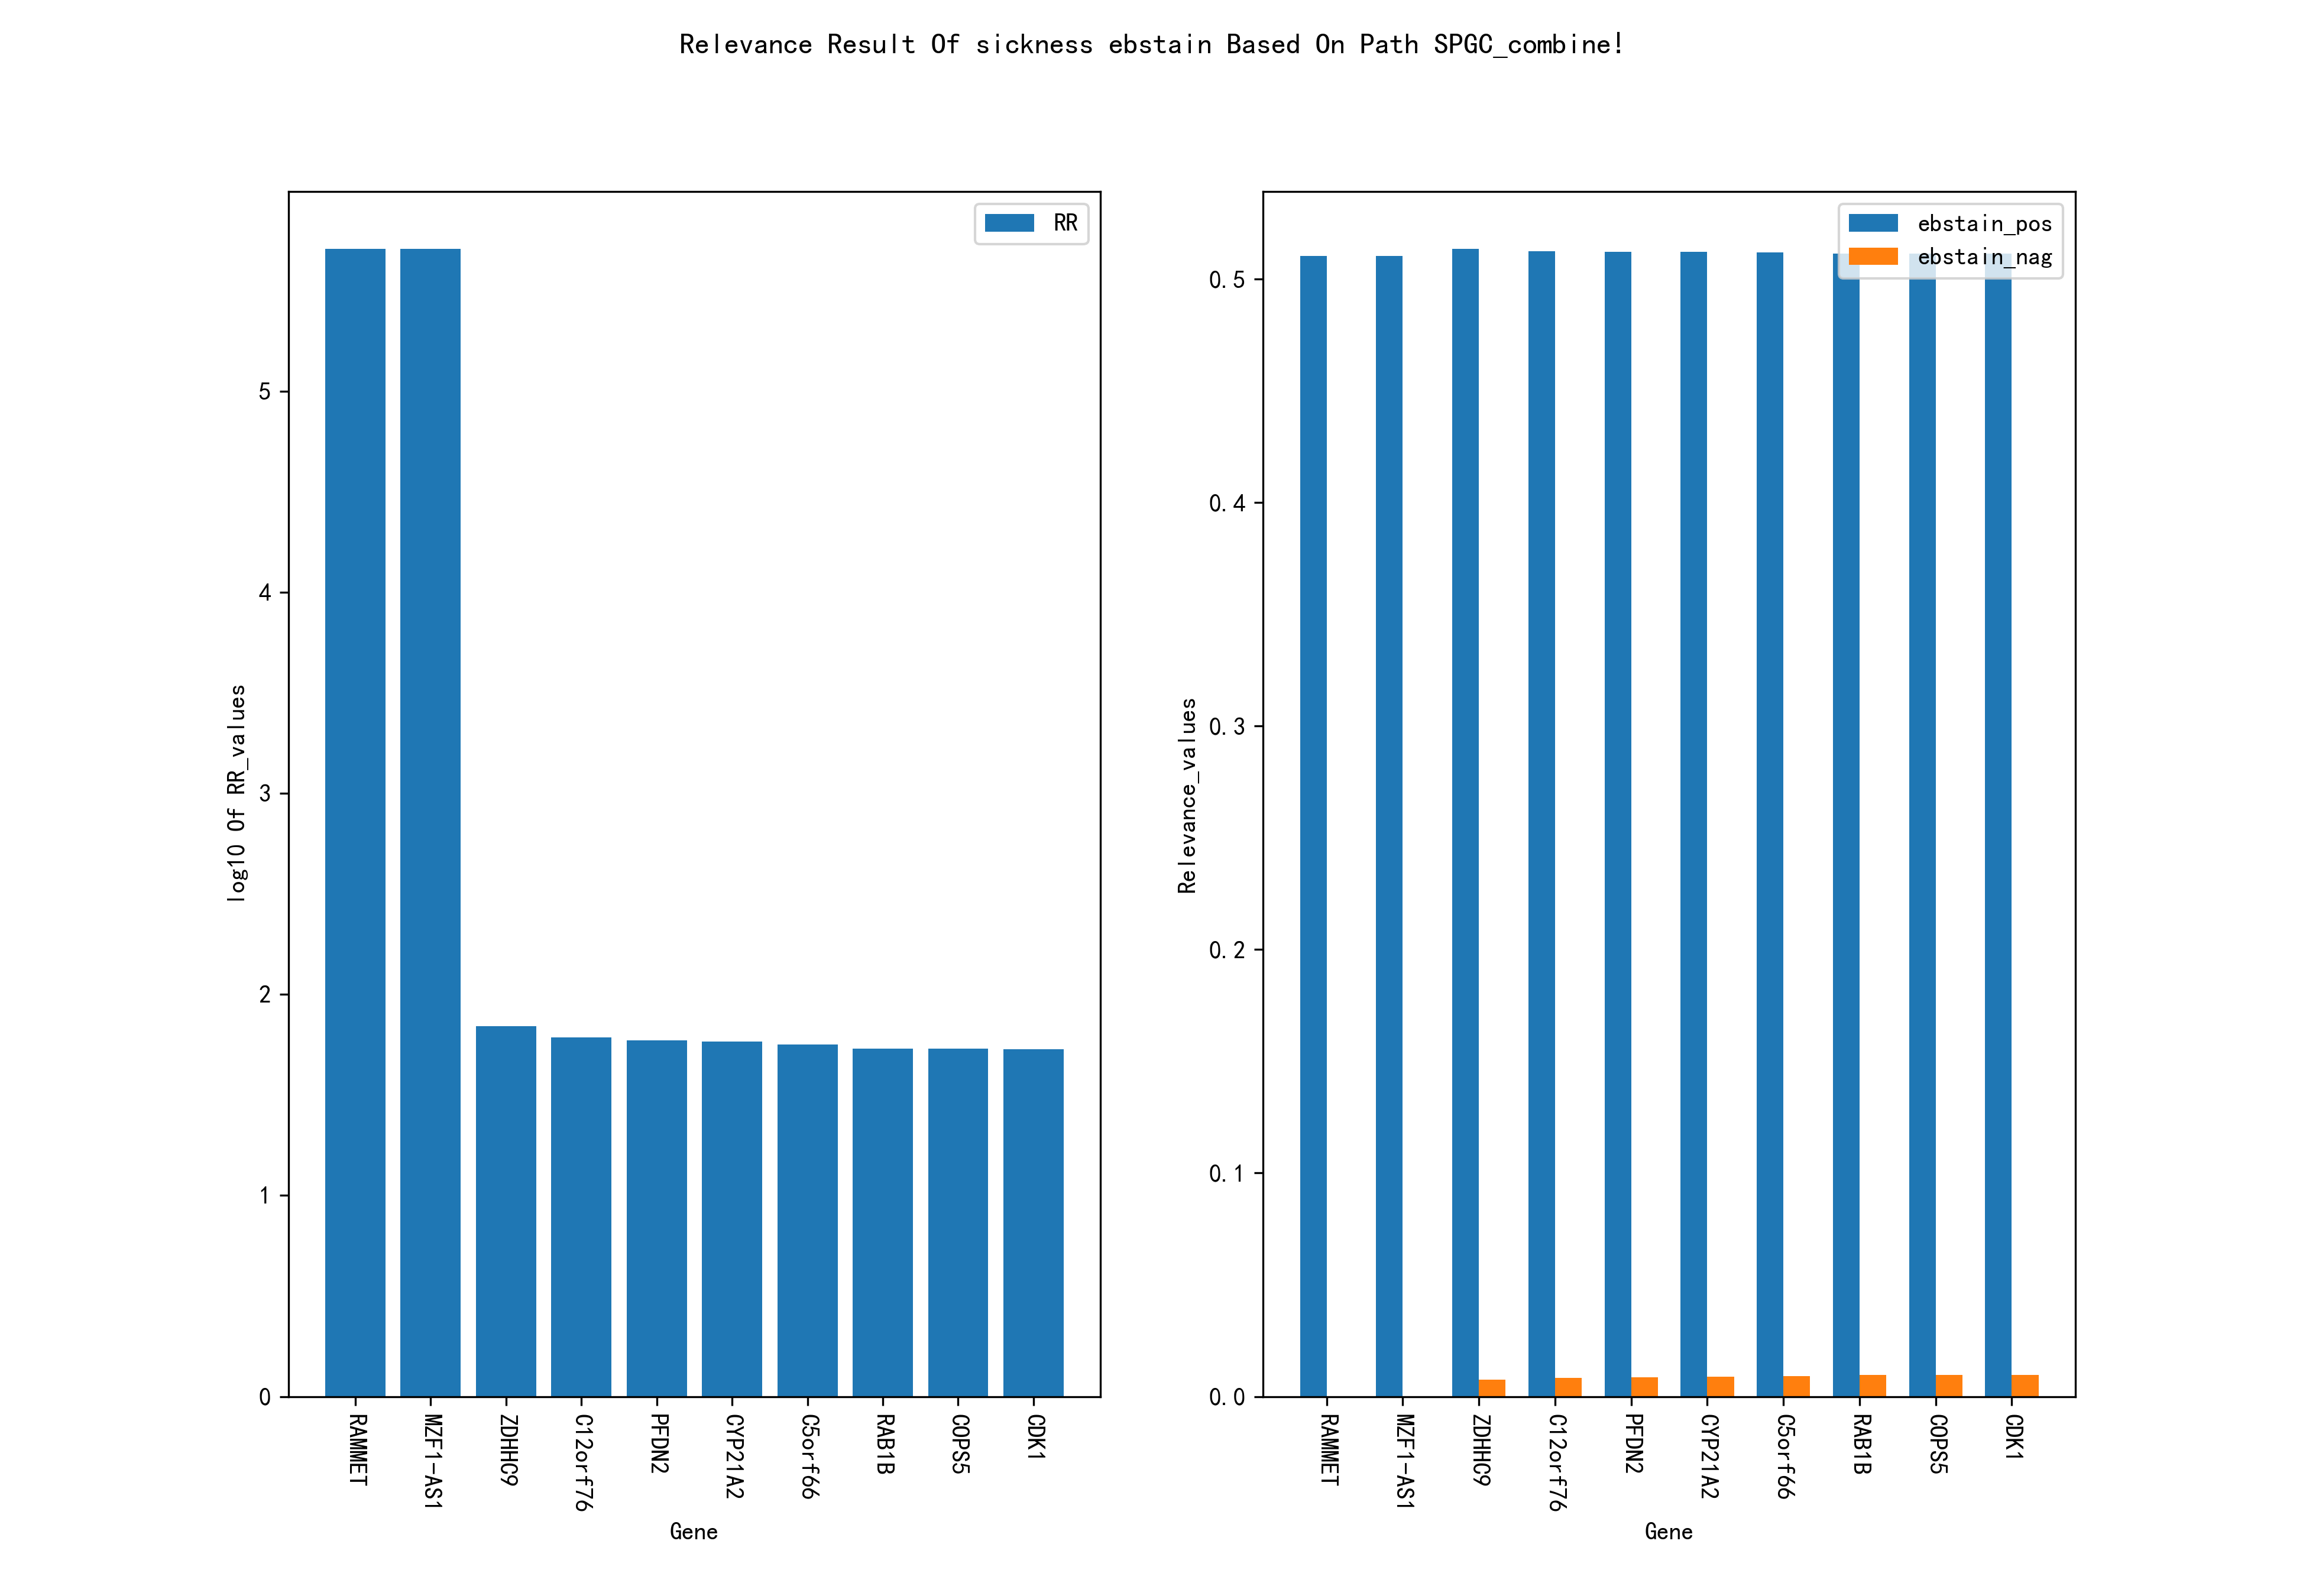 Relevance Result Of sickness ebstain Based On Path SPGC_combine!
RR
5
4
3
2
1
0
log10 Of RR_values
RAMMET
MZF1-AS1
ZDHHC9
C12orf76
PFDN2
CYP21A2
C5orf66
RAB1B
COPS5
CDK1
Gene
ebstain_pos
ebstain_nag
0.5
0.4
0.3
0.2
0.1
0.0
Relevance_values
RAMMET
MZF1-AS1
ZDHHC9
C12orf76
PFDN2
CYP21A2
C5orf66
RAB1B
COPS5
CDK1
Gene